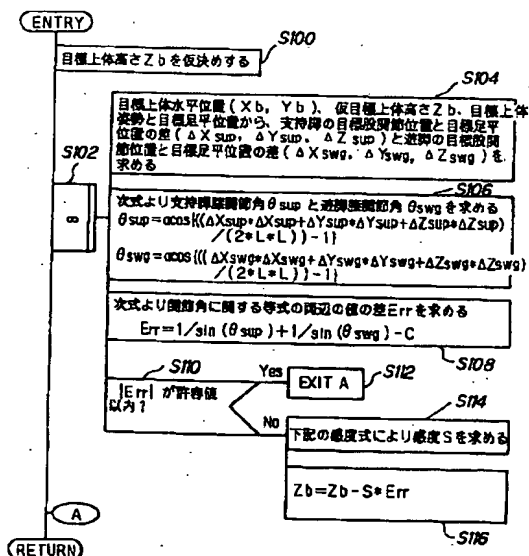 ENTRY
S100
目標上体高さZbを仮決めする
S104
目標上体水平位置(Xb, Yb)、仮目標上体高さZb、目標上体
姿勢と目標足平位置から、支持脚の目標股関節位置と目標足平
位置の差(ΔXsup, ΔYsup, ΔZsup)と遊脚の目標股関
節位置と目標足平位置の差(ΔXswg, ΔYswg, ΔZswg)を
求める
S102
∞
S106
次式より支持脚膝関節角θsupと遊脚膝関節角θswgを求める
θsup=acos{((ΔXsup*ΔXsup+ΔYsup*ΔYsup+ΔZsup*ΔZsup)
/(2*L*L))-1}
θswg=acos{((ΔXswg*ΔXswg+ΔYswg*ΔYswg+ΔZswg*ΔZswg)
/(2*L*L))-1}
次式より関節角に関する等式の両辺の値の差Errを求める
Err=1/sin(θsup)+1/sin(θswg)-C
S108
S110
|Err|が許容値
以内?
Yes
EXIT A
S112
No
S114
下記の感度式により感度Sを求める
Zb=Zb-S*Err
S116
A
RETURN